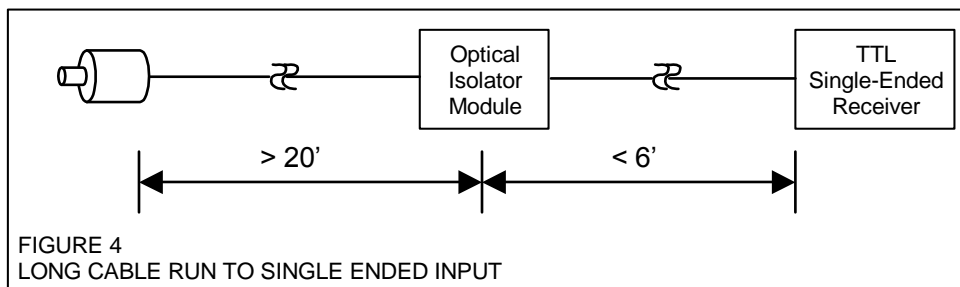 Optical
Isolator
Module
TTL
Single-Ended
Receiver
> 20’
< 6’
FIGURE 4
LONG CABLE RUN TO SINGLE ENDED INPUT